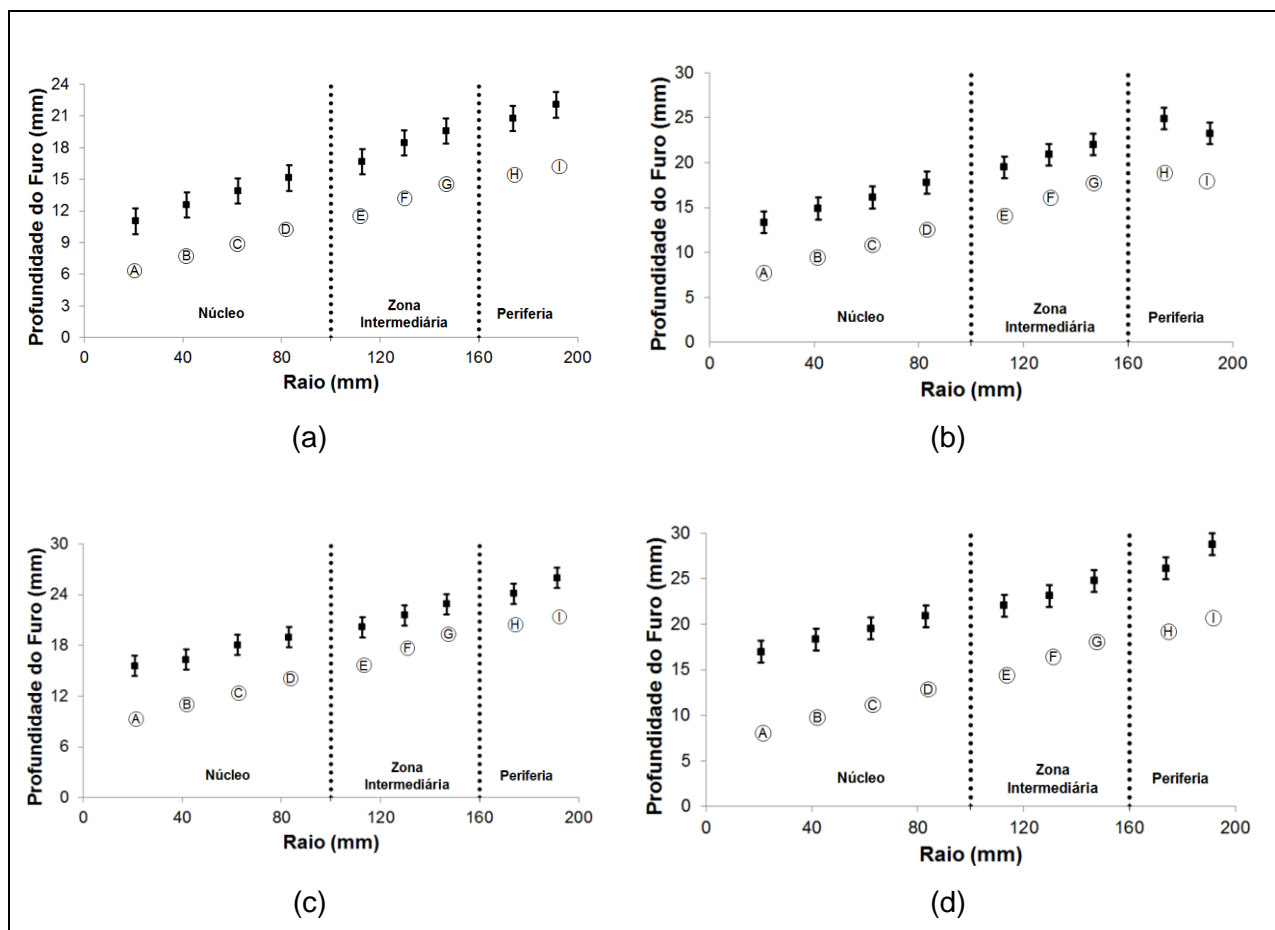 Profundidade do Furo (mm)
24
21
18
15
12
9
6
3
0
A
B
C
D
E
F
G
H
I
Núcleo
Zona
Intermediária
Periferia
0
40
80
120
160
200
Raio (mm)
(a)
Profundidade do Furo (mm)
30
25
20
15
10
5
0
A
B
C
D
E
F
G
H
I
Núcleo
Zona
Intermediária
Periferia
0
40
80
120
160
200
Raio (mm)
(b)
Profundidade do Furo (mm)
30
24
18
12
6
0
A
B
C
D
E
F
G
H
I
Núcleo
Zona
Intermediária
Periferia
0
40
80
120
160
200
Raio (mm)
(c)
Profundidade do Furo (mm)
30
25
20
15
10
5
0
A
B
C
D
E
F
G
H
I
Núcleo
Zona
Intermediária
Periferia
0
40
80
120
160
200
Raio (mm)
(d)